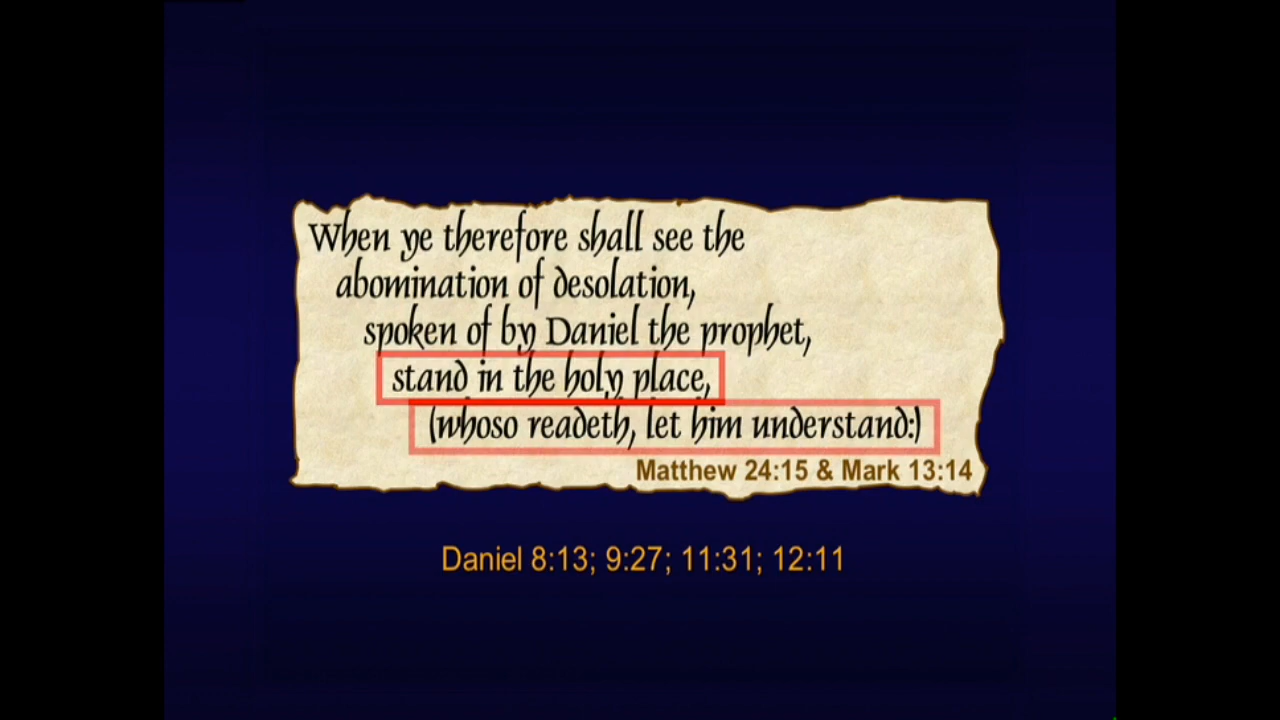 When ye therefore shall see the
abomination of desolation,
spoken of by Daniel the prophet,
stand in the holy place,
(whoso readeth, let him understand:)
Matthew 24:15 & Mark 13:14
Daniel 8:13; 9:27; 11:31; 12:11